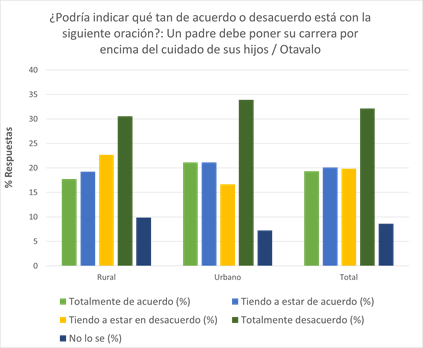 ¿Podría indicar qué tan de acuerdo o desacuerdo está con la
siguiente oración?: Un padre debe poner su carrera por
encima del cuidado de sus hijos / Otavalo
% Respuestas
40
35
30
25
20
15
10
5
0
Rural
Urbano
Total
Totalmente de acuerdo (%)
Tiendo a estar de acuerdo (%)
Tiendo a estar en desacuerdo (%)
Totalmente desacuerdo (%)
No lo se (%)